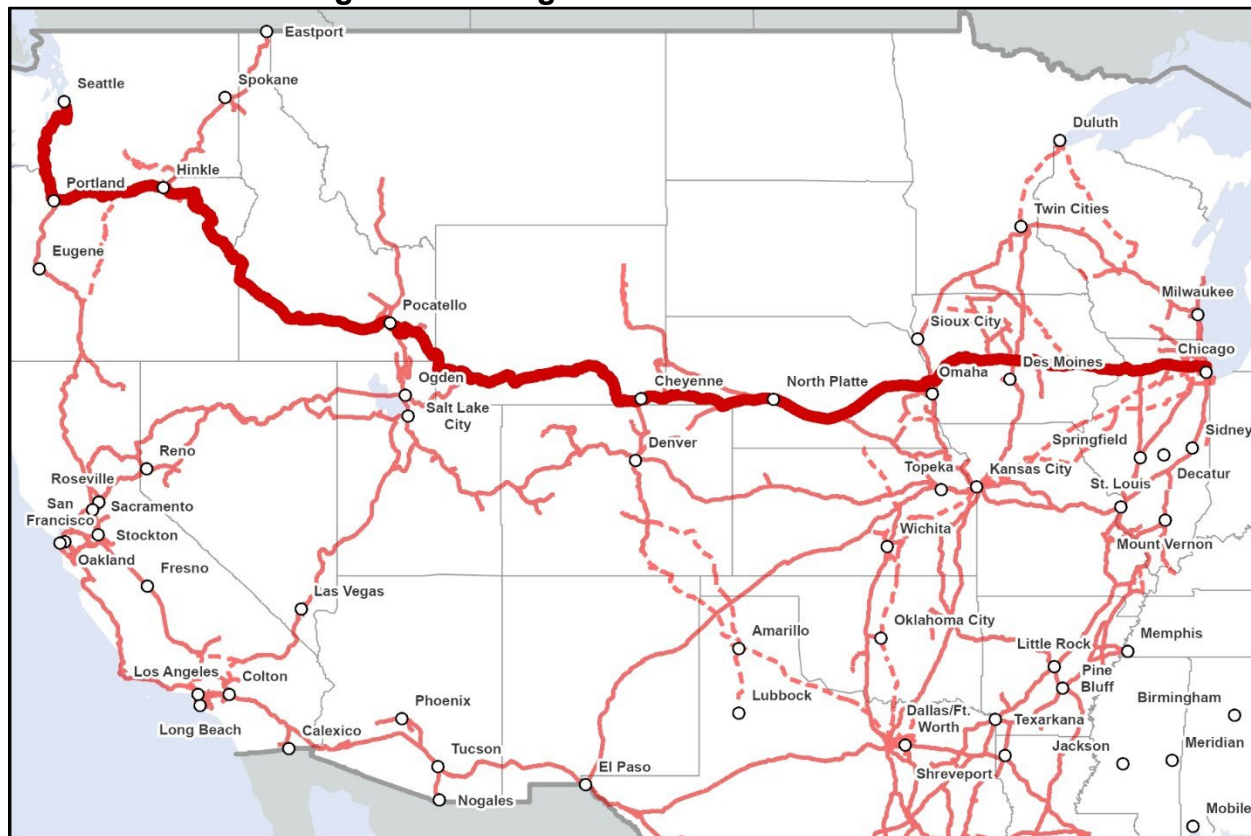 Eastport
Spokane
Seattle
Duluth
Hinkle
Portland
Twin Cities
Eugene
Milwaukee
Pocatello
Sioux City
Chicago
Des Moines
Ogden
Cheyenne
North Platte
Omaha
Salt Lake
City
Sidney
Denver
Springfield
Reno
Topeka
Kansas City
Decatur
Roseville
St. Louis
San
Francisco
Sacramento
Wichita
Stockton
Mount Vernon
Oakland
Fresno
Las Vegas
Oklahoma City
Amarillo
Little Rock
Memphis
Los Angeles
Colton
Pine
Bluff
Phoenix
Lubbock
Birmingham
Long Beach
Calexico
Dallas/Ft.
Worth
Texarkana
Tucson
Jackson
Meridian
El Paso
Shreveport
Nogales
Mobile